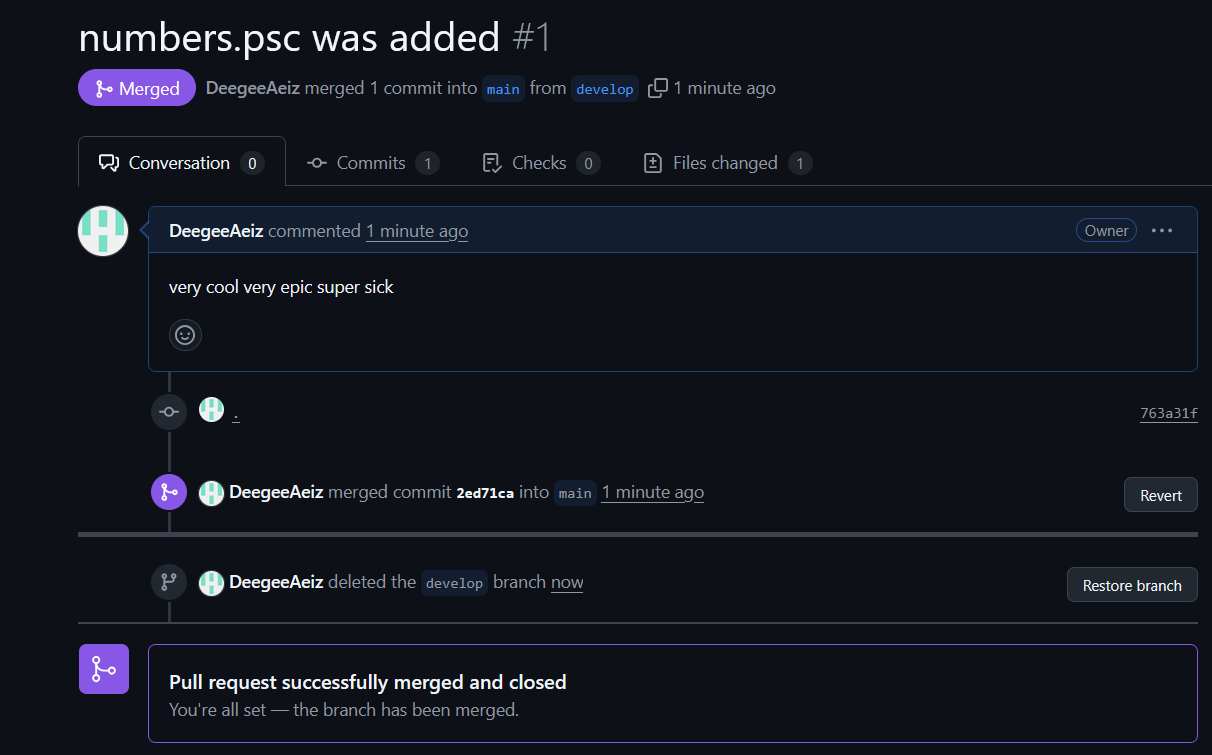 numbers.psc was added #1
Merged DeegeeAeiz merged 1 commit into main from develop 1 minute ago
Conversation 0 Commits 1 Checks 0 Files changed 1
DeegeeAeiz commented 1 minute ago Owner
very cool very epic super sick
. 763a31f
DeegeeAeiz merged commit 2ed71ca into main 1 minute ago Revert
DeegeeAeiz deleted the develop branch now Restore branch
Pull request successfully merged and closed
You're all set — the branch has been merged.